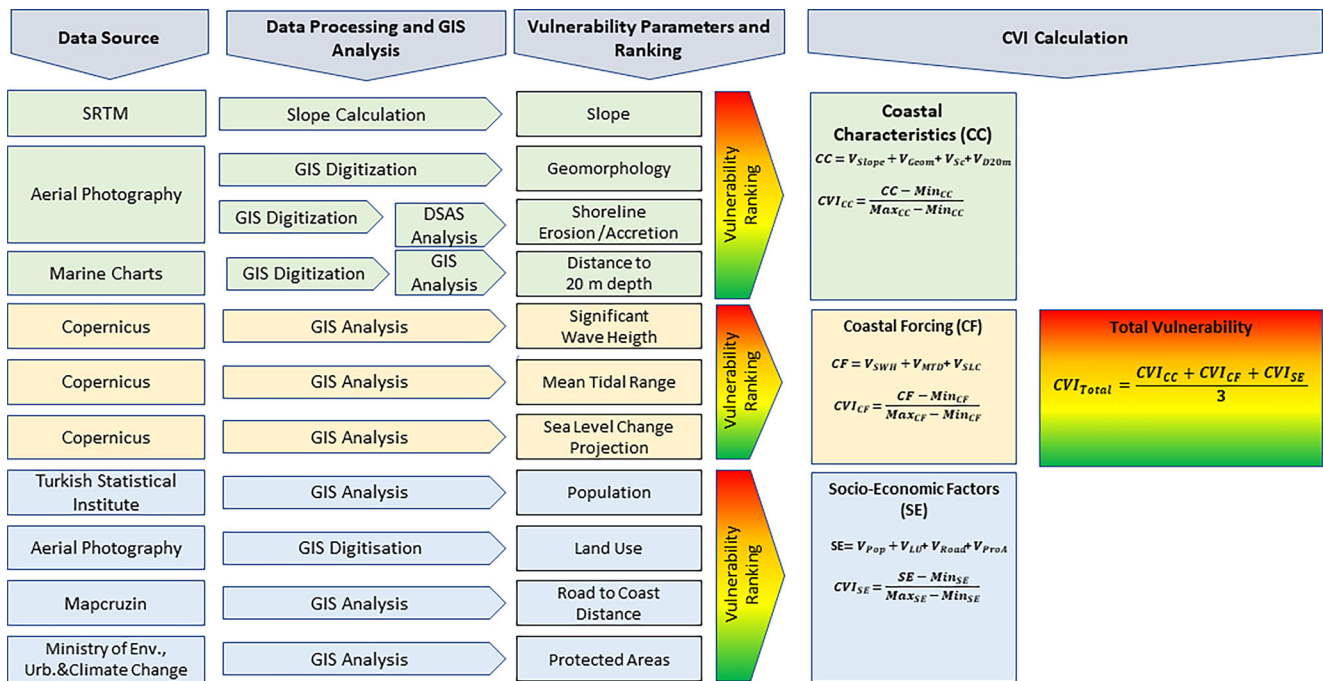 Data Source
Data Processing and GIS
Analysis
Vulnerability Parameters and
Ranking
CVI Calculation
SRTM
Slope Calculation
Slope
Aerial Photography
GIS Digitization
Geomorphology
GIS Digitization
DSAS
Analysis
Shoreline
Erosion /Accretion
Marine Charts
GIS Digitization
GIS
Analysis
Distance to
20 m depth
Vulnerability
Ranking
Coastal
Characteristics (CC)
CC = V_Slope + V_Geom + V_Sc + V_D20m
CVI_CC = (CC − Min_CC) / (Max_CC − Min_CC)
Copernicus
GIS Analysis
Significant
Wave Heigth
Copernicus
GIS Analysis
Mean Tidal Range
Copernicus
GIS Analysis
Sea Level Change
Projection
Vulnerability
Ranking
Coastal Forcing (CF)
CF = V_SWH + V_MTD + V_SLC
CVI_CF = (CF − Min_CF) / (Max_CF − Min_CF)
Total Vulnerability
CVI_Total = (CVI_CC + CVI_CF + CVI_SE) / 3
Turkish Statistical
Institute
GIS Analysis
Population
Aerial Photography
GIS Digitisation
Land Use
Mapcruzin
GIS Analysis
Road to Coast
Distance
Ministry of Env.,
Urb.&Climate Change
GIS Analysis
Protected Areas
Vulnerability
Ranking
Socio-Economic Factors
(SE)
SE= V_Pop + V_LU + V_Road + V_ProA
CVI_SE = (SE − Min_SE) / (Max_SE − Min_SE)